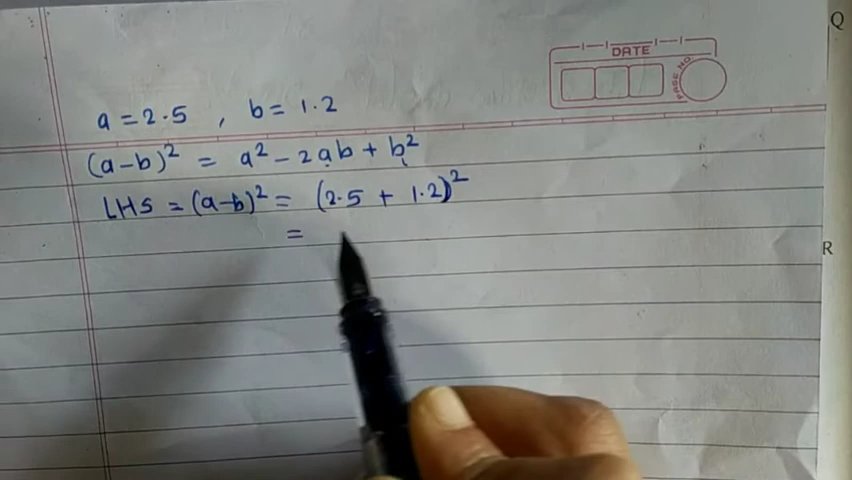 Q
DATE
PAGE NO
a = 2.5 , b = 1.2
(a-b)² = a² - 2ab + b²
LHS = (a-b)² = (2.5 + 1.2)²
=
R